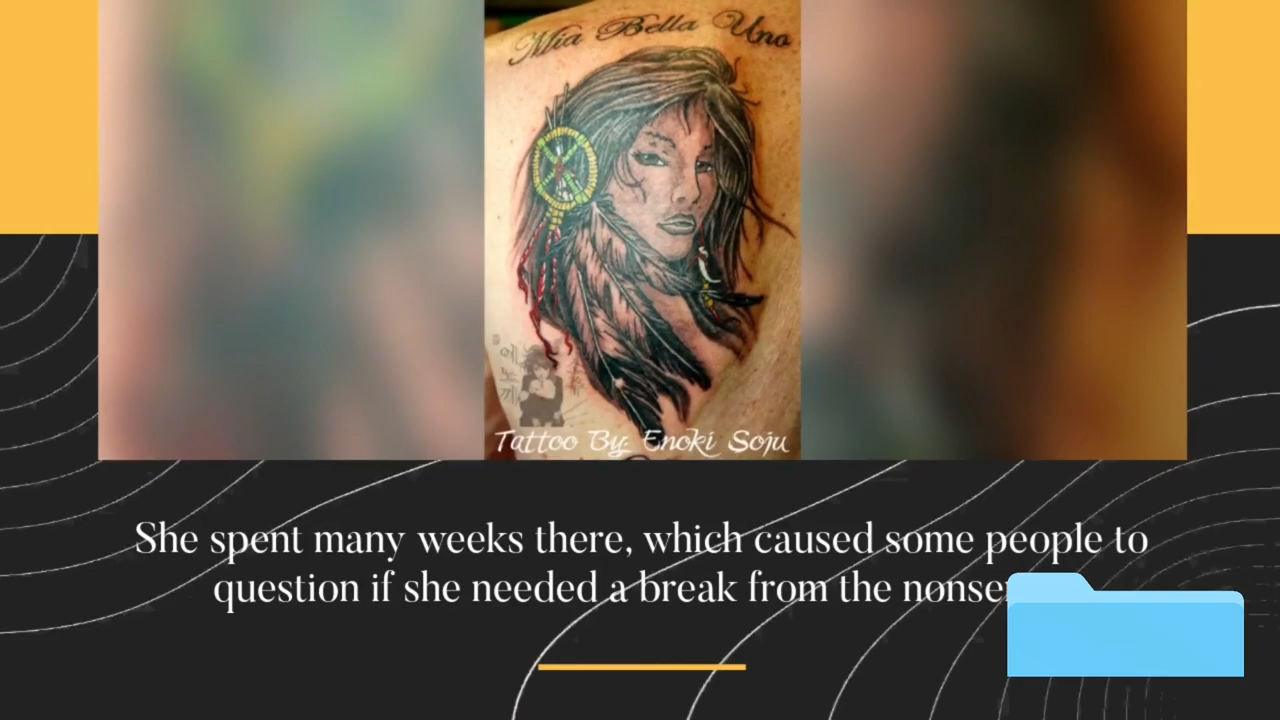 Mia Bella Uno
Tattoo By: Enoki Soju
She spent many weeks there, which caused some people to
question if she needed a break from the